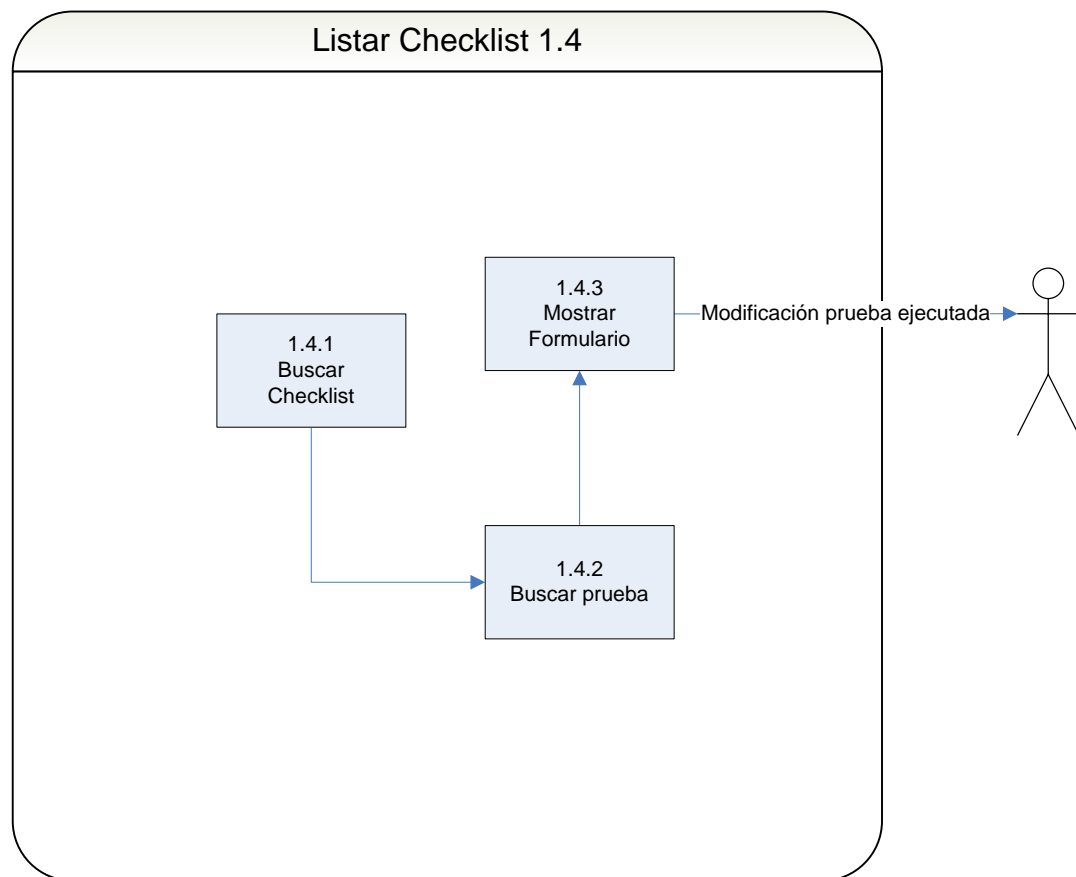 Listar Checklist 1.4
1.4.3
Mostrar
Formulario
Modificación prueba ejecutada
1.4.1
Buscar
Checklist
1.4.2
Buscar prueba